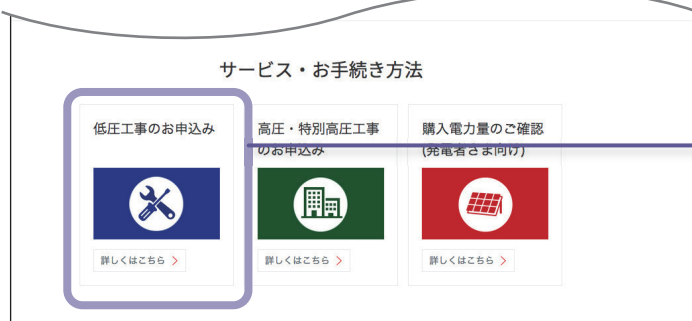 サービス・お手続き方法
低圧工事のお申込み
詳しくはこちら
高圧・特別高圧工事
のお申込み
詳しくはこちら
購入電力量のご確認
(発電者さま向け)
詳しくはこちら